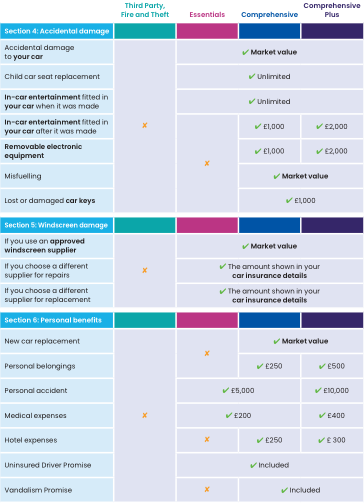 Third Party,
Fire and Theft
Essentials
Comprehensive
Comprehensive
Plus
Section 4: Accidental damage
Accidental damage
to your car
✔ Market value
Child car seat replacement
✔ Unlimited
In-car entertainment fitted in
your car when it was made
✔ Unlimited
In-car entertainment fitted in
your car after it was made
✘
✔ £1,000
✔ £2,000
Removable electronic
equipment
✘
✔ £1,000
✔ £2,000
Misfuelling
✔ Market value
Lost or damaged car keys
✔ £1,000
Section 5: Windscreen damage
If you use an approved
windscreen supplier
✔ Market value
If you choose a different
supplier for repairs
✘
✔ The amount shown in your
car insurance details
If you choose a different
supplier for replacement
✔ The amount shown in your
car insurance details
Section 6: Personal benefits
New car replacement
✘
✔ Market value
Personal belongings
✔ £250
✔ £500
Personal accident
✔ £5,000
✔ £10,000
Medical expenses
✘
✔ £200
✔ £400
Hotel expenses
✘
✔ £250
✔ £ 300
Uninsured Driver Promise
✔ Included
Vandalism Promise
✘
✔ Included